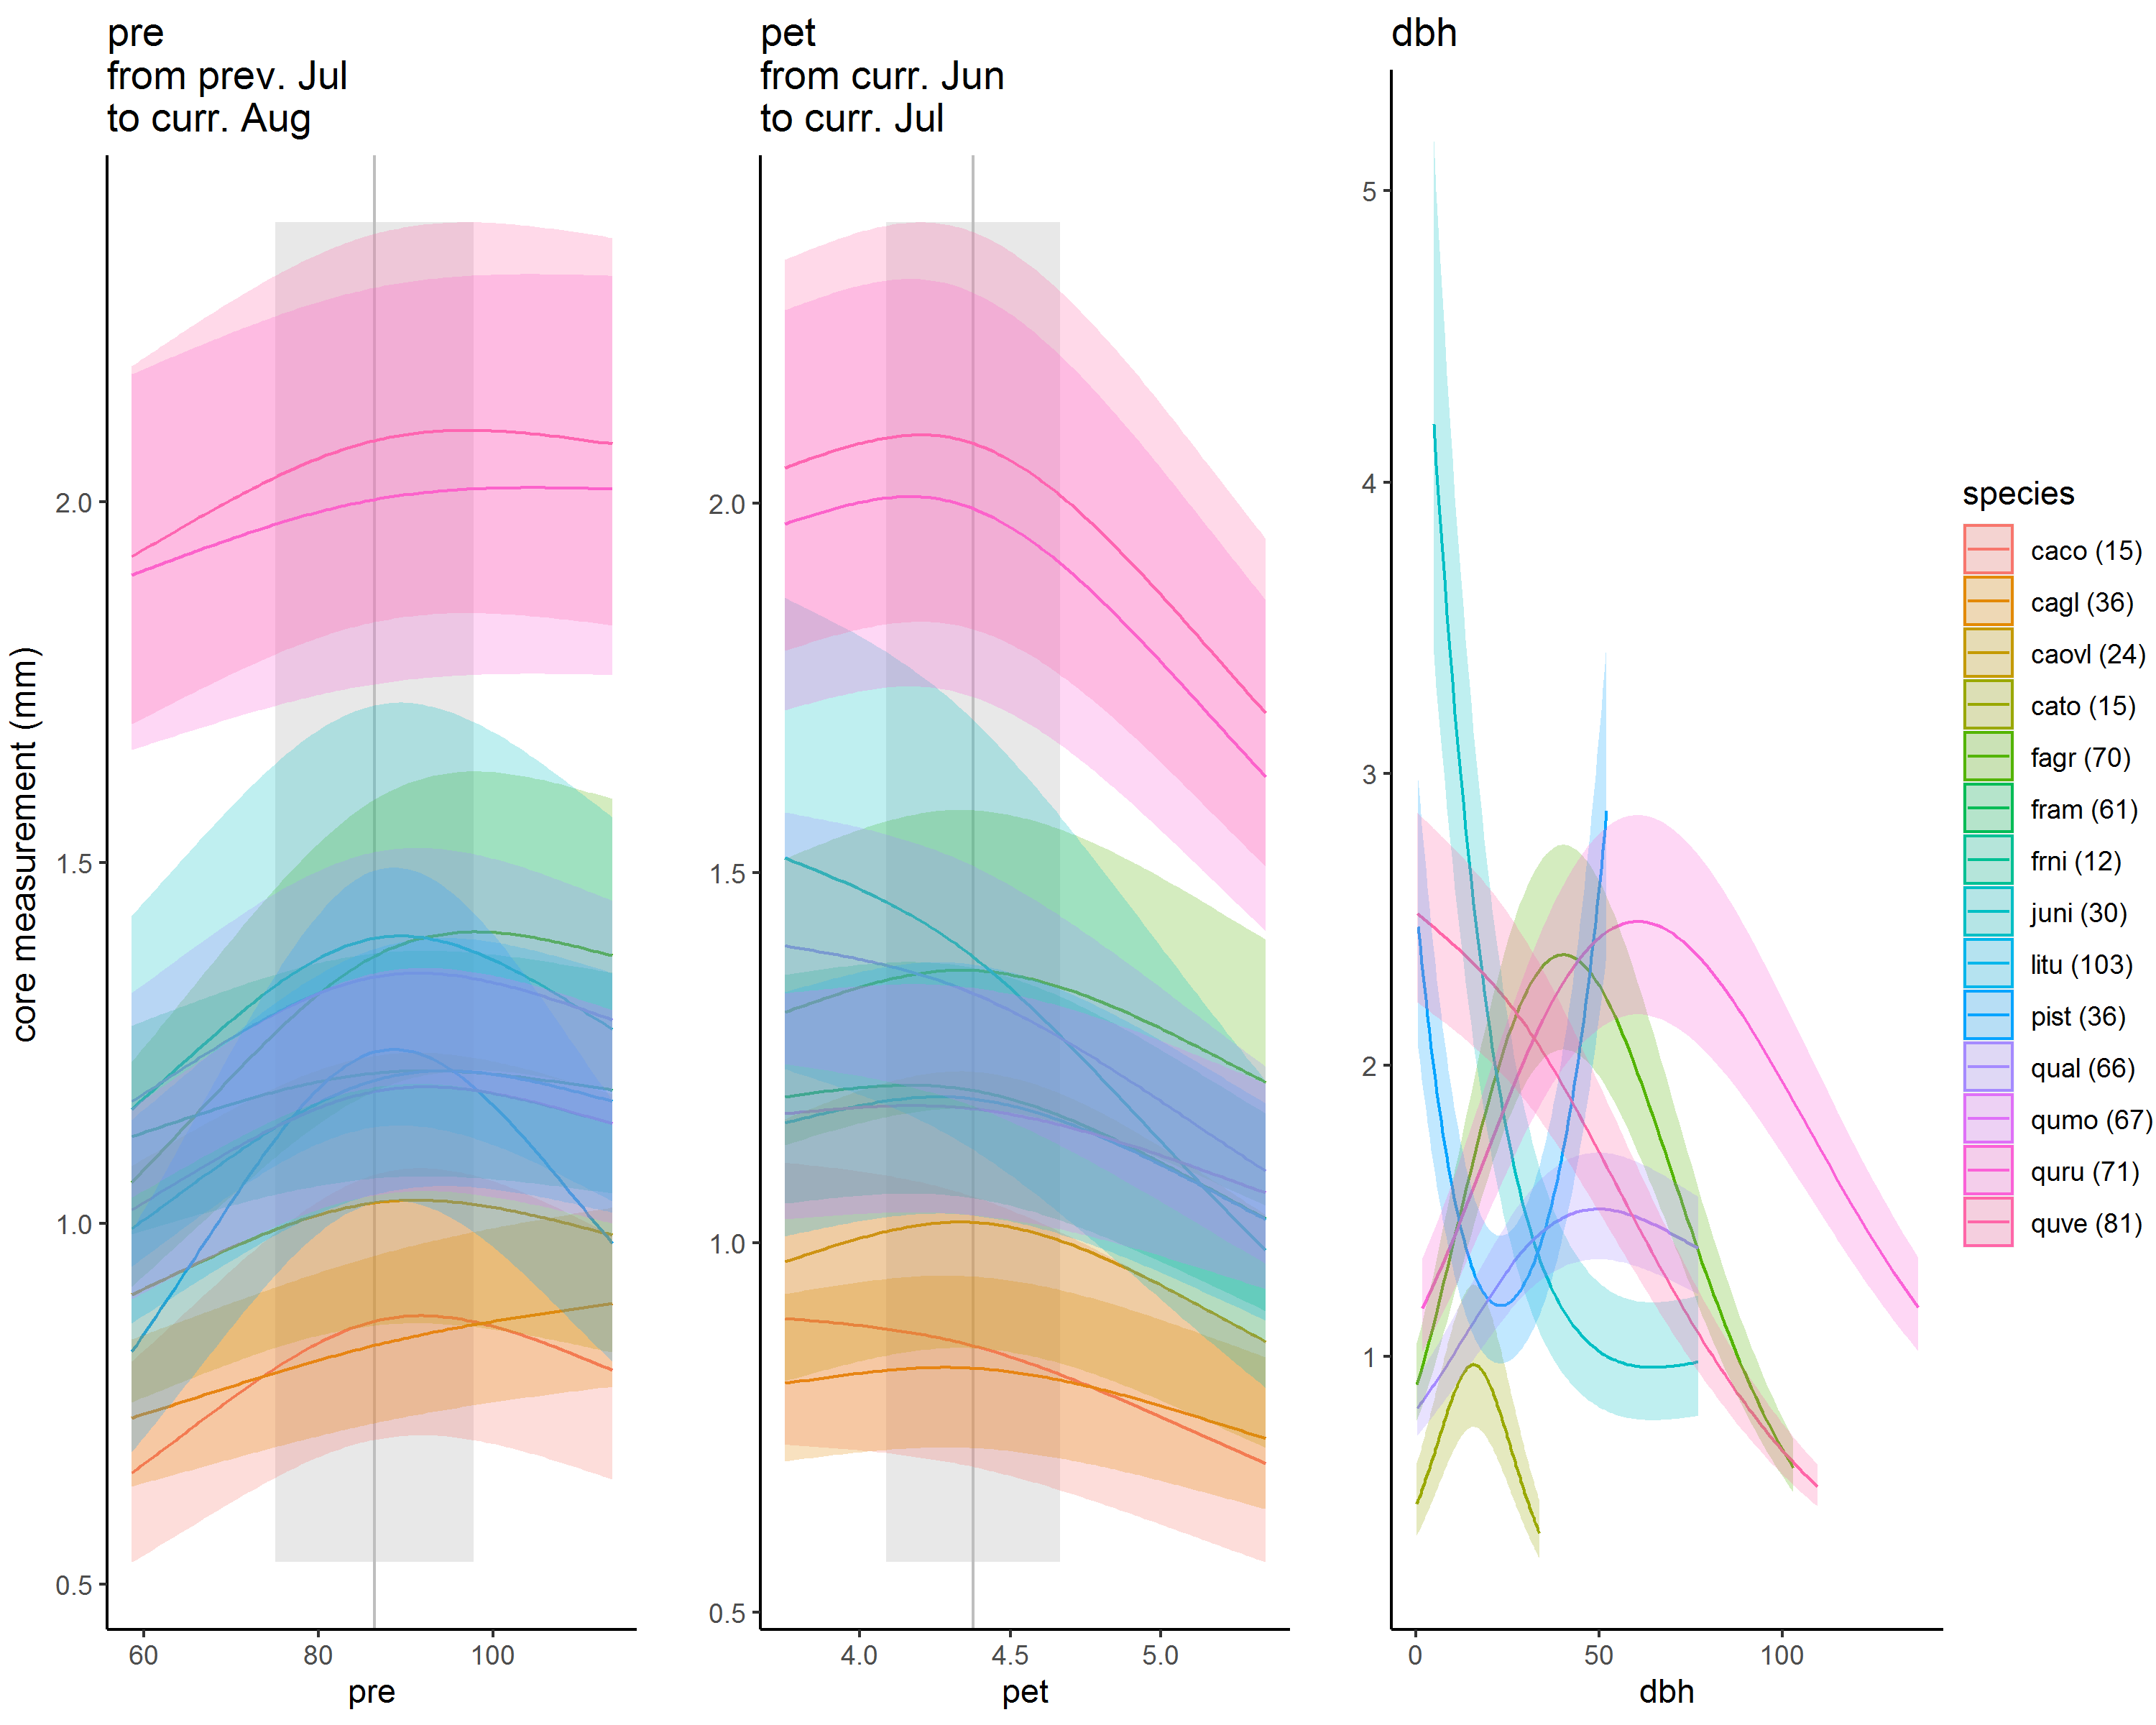 pre
from prev. Jul
to curr. Aug
pet
from curr. Jun
to curr. Jul
dbh
core measurement (mm)
2.0
1.5
1.0
0.5
60
80
100
pre
2.0
1.5
1.0
0.5
4.0
4.5
5.0
pet
5
4
3
2
1
0
50
100
dbh
species
caco (15)
cagl (36)
caovl (24)
cato (15)
fagr (70)
fram (61)
frni (12)
juni (30)
litu (103)
pist (36)
qual (66)
qumo (67)
quru (71)
quve (81)